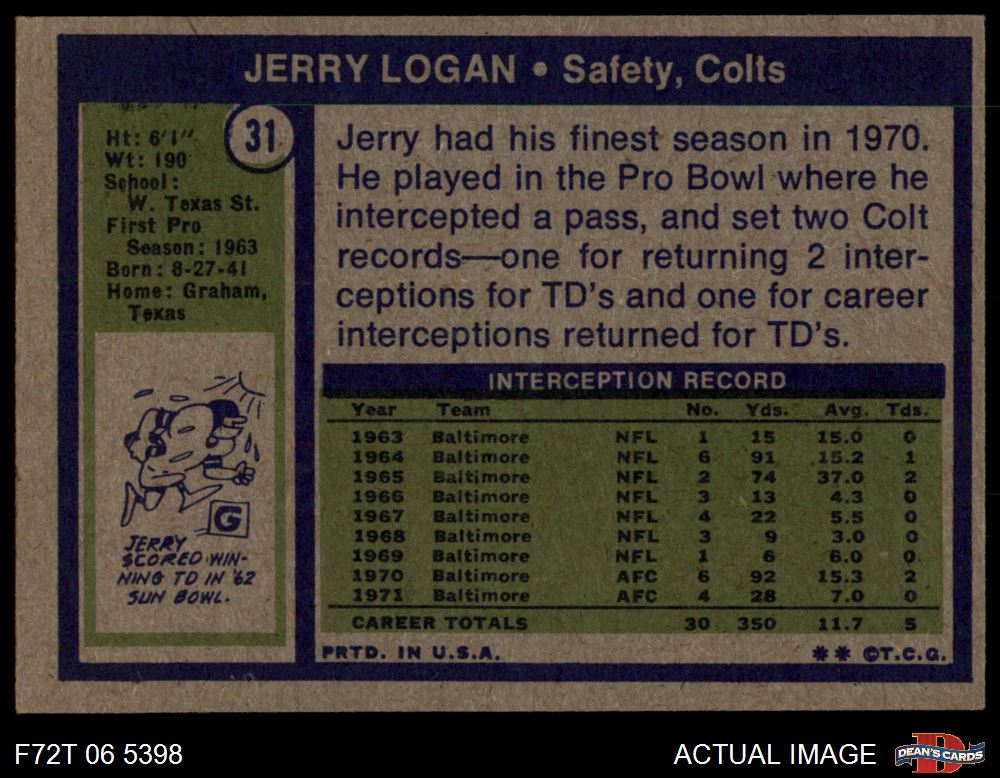 JERRY LOGAN • Safety, Colts
31
Ht: 6'1"
Wt: 190
School:
W. Texas St.
First Pro
Season: 1963
Born: 8-27-41
Home: Graham,
Texas
G
JERRY
SCORED WIN-
NING TD IN '62
SUN BOWL.
Jerry had his finest season in 1970.
He played in the Pro Bowl where he
intercepted a pass, and set two Colt
records—one for returning 2 inter-
ceptions for TD's and one for career
interceptions returned for TD's.
INTERCEPTION RECORD
Year Team No. Yds. Avg. Tds.
1963 Baltimore NFL 1 15 15.0 0
1964 Baltimore NFL 6 91 15.2 1
1965 Baltimore NFL 2 74 37.0 2
1966 Baltimore NFL 3 13 4.3 0
1967 Baltimore NFL 4 22 5.5 0
1968 Baltimore NFL 3 9 3.0 0
1969 Baltimore NFL 1 6 6.0 0
1970 Baltimore AFC 6 92 15.3 2
1971 Baltimore AFC 4 28 7.0 0
CAREER TOTALS 30 350 11.7 5
PRTD. IN U.S.A. ** ©T.C.G.
F72T 06 5398 ACTUAL IMAGE DEAN'S CARDS